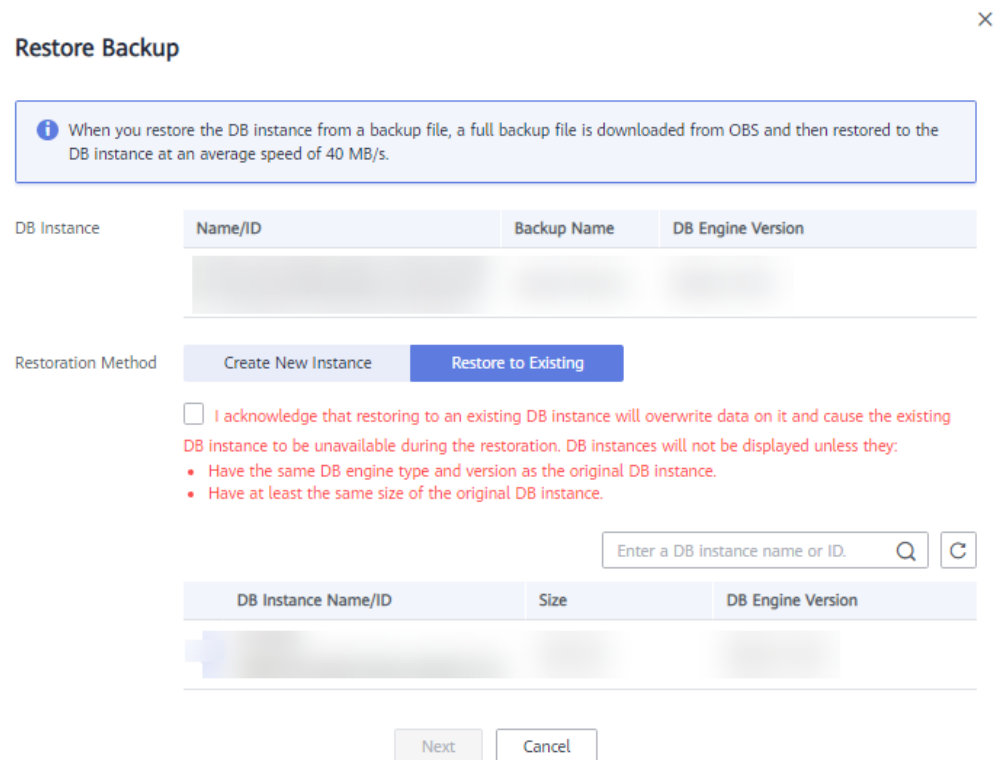 Restore Backup
When you restore the DB instance from a backup file, a full backup file is downloaded from OBS and then restored to the
DB instance at an average speed of 40 MB/s.
DB Instance
Name/ID Backup Name DB Engine Version
Restoration Method
Create New Instance Restore to Existing
I acknowledge that restoring to an existing DB instance will overwrite data on it and cause the existing
DB instance to be unavailable during the restoration. DB instances will not be displayed unless they:
• Have the same DB engine type and version as the original DB instance.
• Have at least the same size of the original DB instance.
Enter a DB instance name or ID.
DB Instance Name/ID Size DB Engine Version
Next Cancel